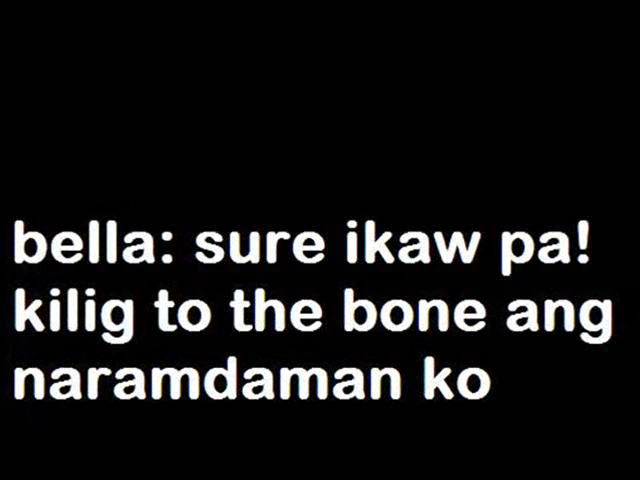 bella: sure ikaw pa!
kilig to the bone ang
naramdaman ko